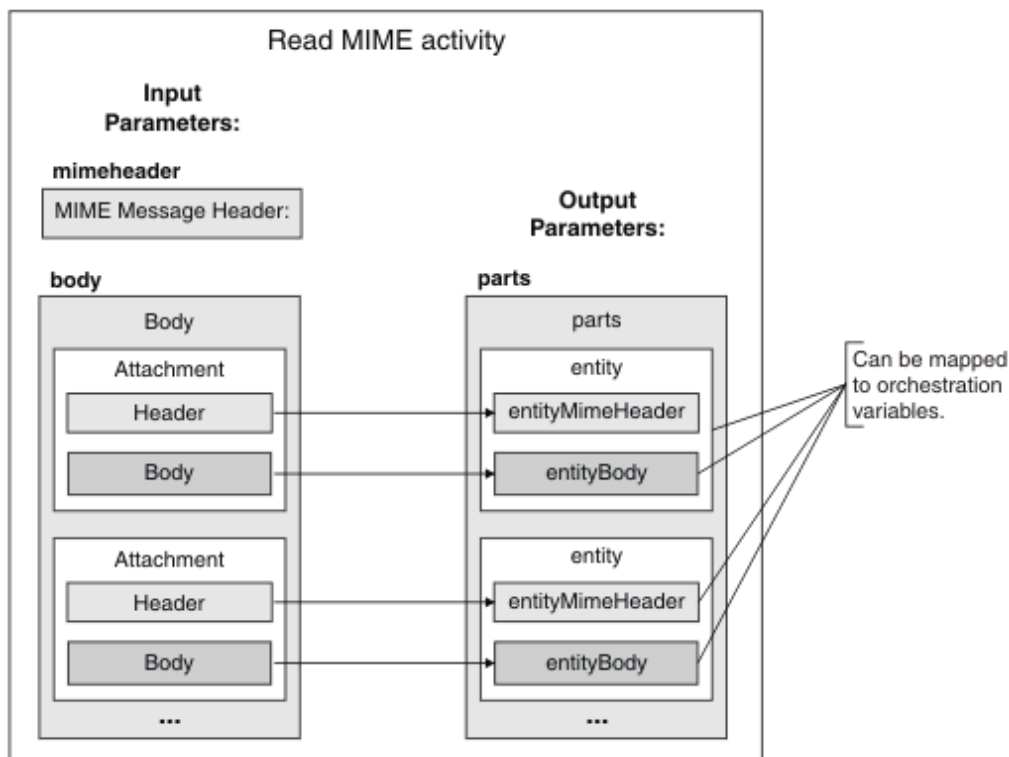 Read MIME activity
Input
Parameters:
mimeheader
MIME Message Header:
Output
Parameters:
body
Body
Attachment
Header
Body
Attachment
Header
Body
...
parts
parts
entity
entityMimeHeader
entityBody
entity
entityMimeHeader
entityBody
...
Can be mapped
to orchestration
variables.